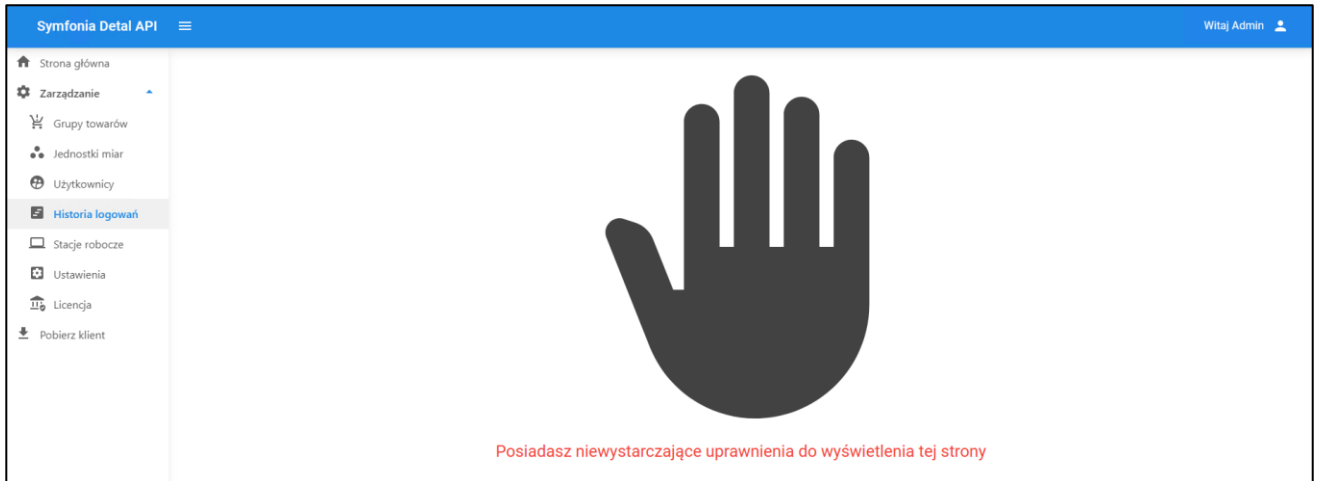 Symfonia Detal API
Witaj Admin
Strona główna
Zarządzanie
Grupy towarów
Jednostki miar
Użytkownicy
Historia logowań
Stacje robocze
Ustawienia
Licencja
Pobierz klient
Posiadasz niewystarczające uprawnienia do wyświetlenia tej strony